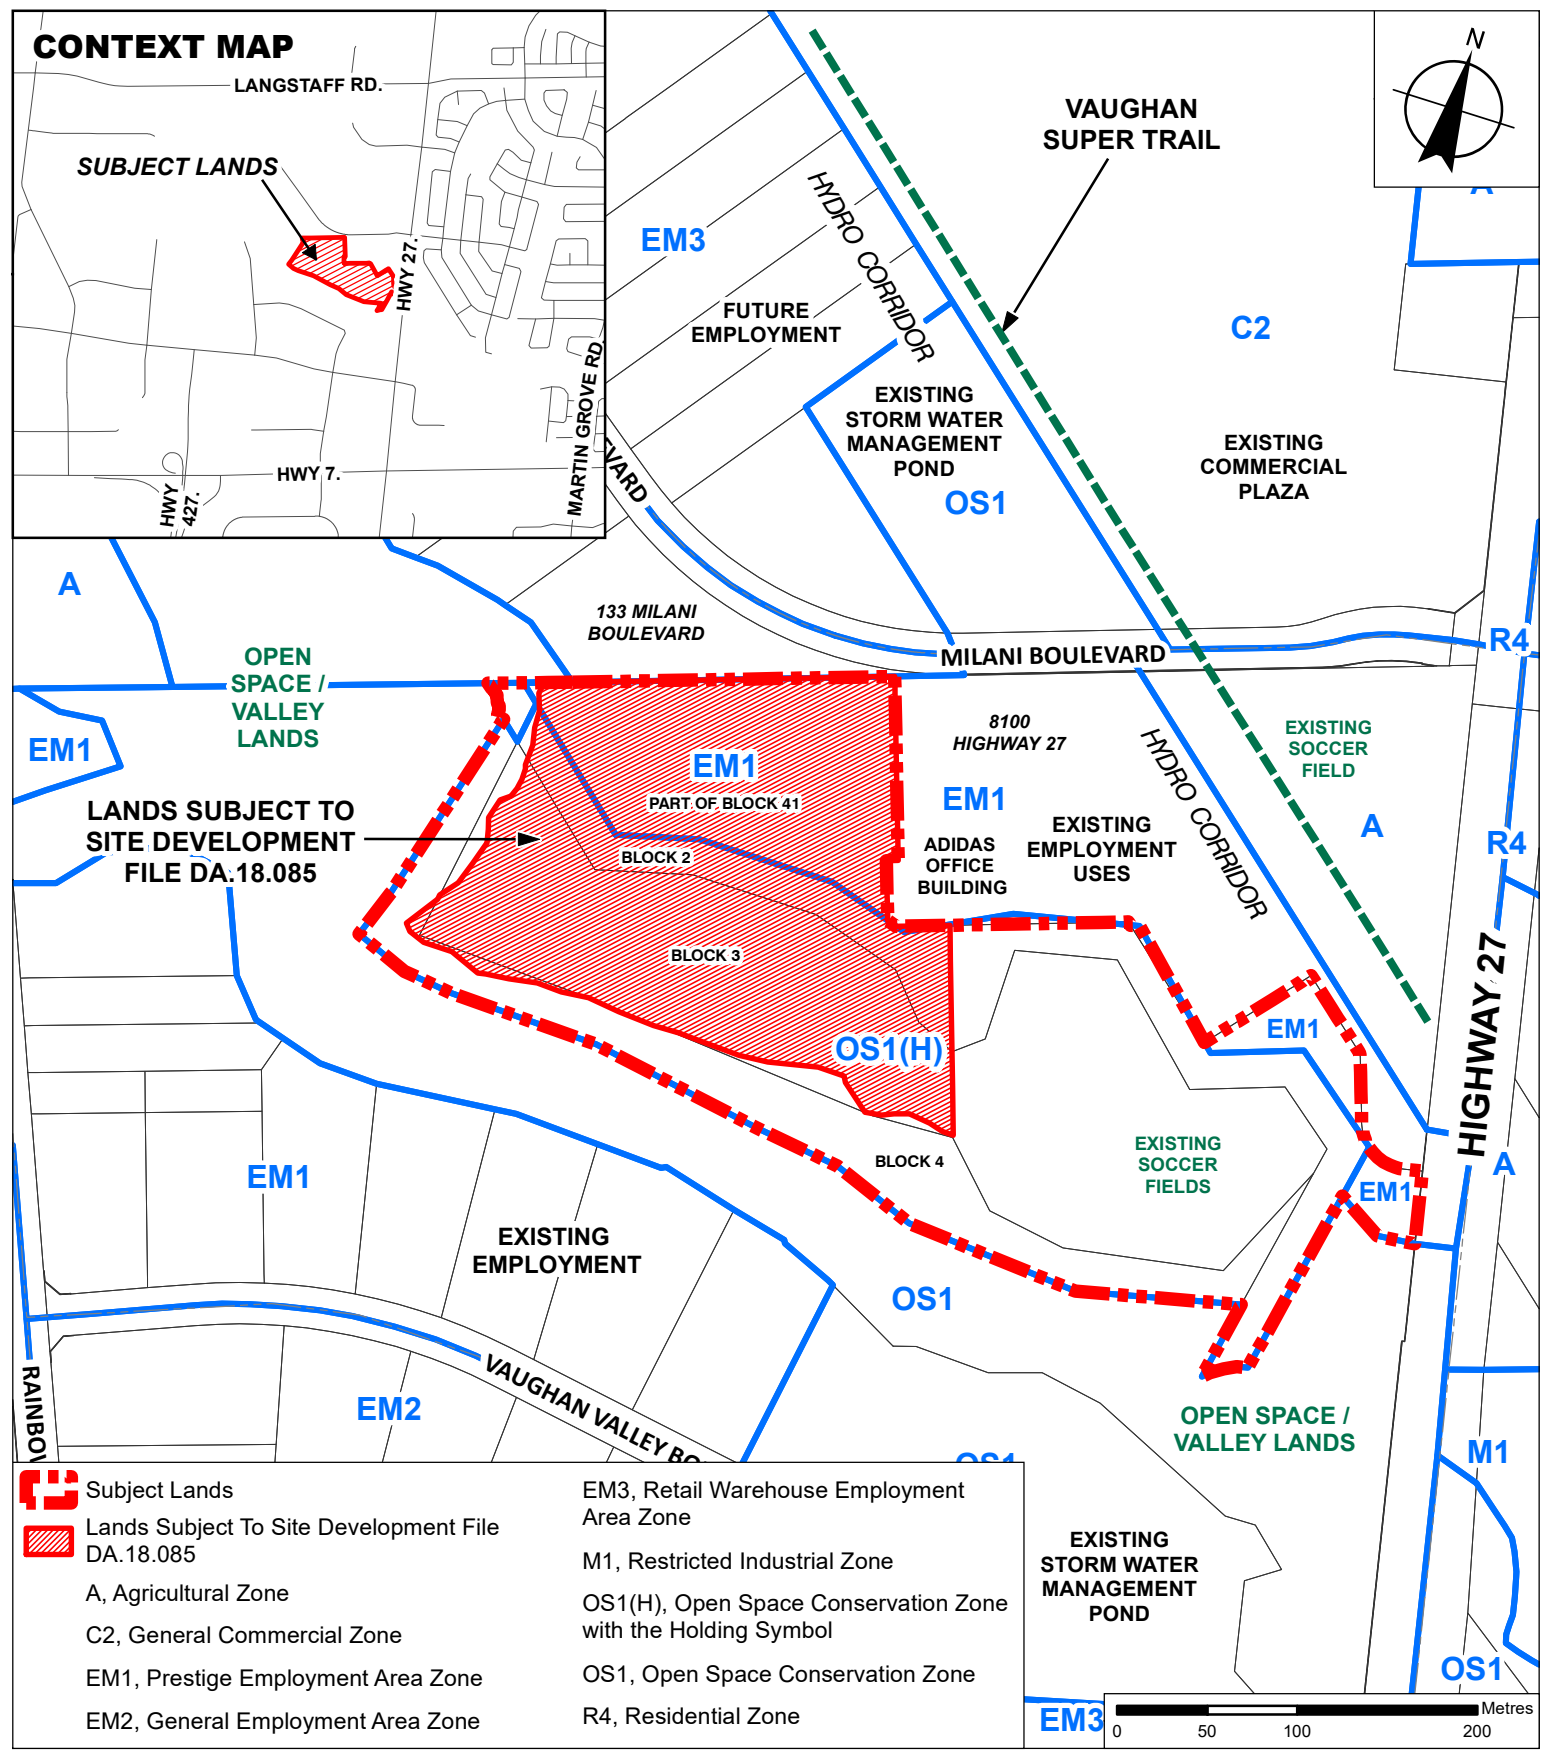 CONTEXT MAP
LANGSTAFF RD.
SUBJECT LANDS
HWY 27.
MARTIN GROVE RD.
HWY 7.
HWY
427.
N
VAUGHAN
SUPER TRAIL
HYDRO CORRIDOR
EM3
FUTURE
EMPLOYMENT
C2
EXISTING
STORM WATER
MANAGEMENT
POND
OS1
EXISTING
COMMERCIAL
PLAZA
A
EVARD
133 MILANI
BOULEVARD
MILANI BOULEVARD
R4
OPEN
SPACE /
VALLEY
LANDS
EM1
EM1
PART OF BLOCK 41
8100
HIGHWAY 27
EM1
HYDRO CORRIDOR
EXISTING
SOCCER
FIELD
A
R4
LANDS SUBJECT TO
SITE DEVELOPMENT
FILE DA.18.085
BLOCK 2
ADIDAS
OFFICE
BUILDING
EXISTING
EMPLOYMENT
USES
BLOCK 3
OS1(H)
EM1
HIGHWAY 27
BLOCK 4
EXISTING
SOCCER
FIELDS
EM1
A
EM1
EXISTING
EMPLOYMENT
OS1
RAINBOW
VAUGHAN VALLEY BO
EM2
OPEN SPACE /
VALLEY LANDS
M1
OS1
EXISTING
STORM WATER
MANAGEMENT
POND
OS1
EM3
Subject Lands
Lands Subject To Site Development File
DA.18.085
A, Agricultural Zone
C2, General Commercial Zone
EM1, Prestige Employment Area Zone
EM2, General Employment Area Zone
EM3, Retail Warehouse Employment
Area Zone
M1, Restricted Industrial Zone
OS1(H), Open Space Conservation Zone
with the Holding Symbol
OS1, Open Space Conservation Zone
R4, Residential Zone
Metres
0 50 100 200